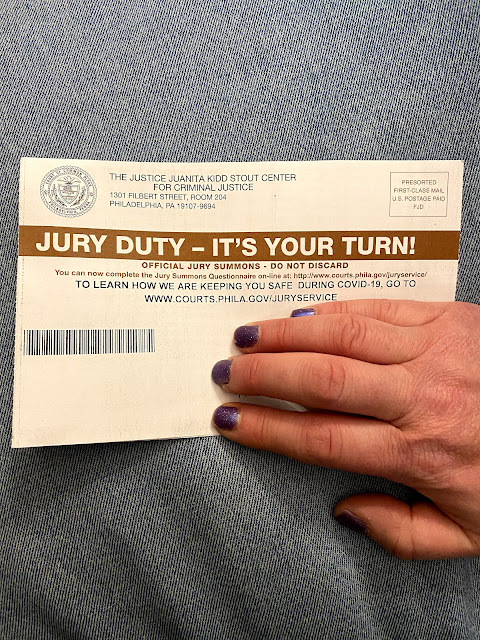 THE JUSTICE JUANITA KIDD STOUT CENTER
FOR CRIMINAL JUSTICE
1301 FILBERT STREET, ROOM 204
PHILADELPHIA, PA 19107-9694
PRESORTED
FIRST-CLASS MAIL
U.S. POSTAGE PAID
FJD
JURY DUTY – IT'S YOUR TURN!
OFFICIAL JURY SUMMONS - DO NOT DISCARD
You can now complete the Jury Summons Questionnaire on-line at: http://www.courts.phila.gov/juryservice/
TO LEARN HOW WE ARE KEEPING YOU SAFE DURING COVID-19, GO TO
WWW.COURTS.PHILA.GOV/JURYSERVICE